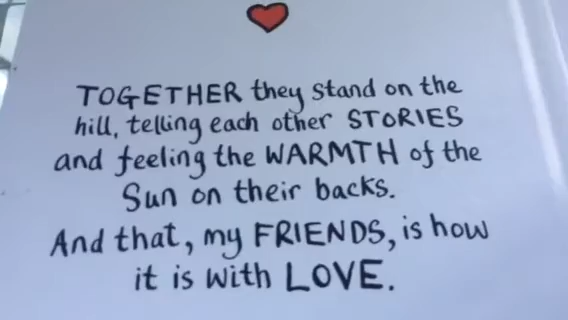 TOGETHER they stand on the
hill, telling each other STORIES
and feeling the WARMTH of the
Sun on their backs.
And that, my FRIENDS, is how
it is with LOVE.